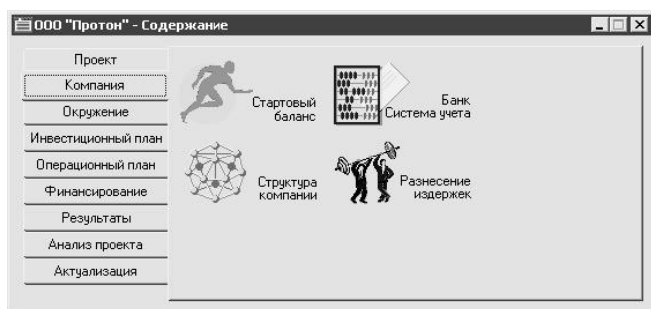 ООО "Протон" - Содержание
Проект
Компания
Окружение
Инвестиционный план
Операционный план
Финансирование
Результаты
Анализ проекта
Актуализация
Стартовый
баланс
Банк
Система учета
Структура
компании
Разнесение
издержек